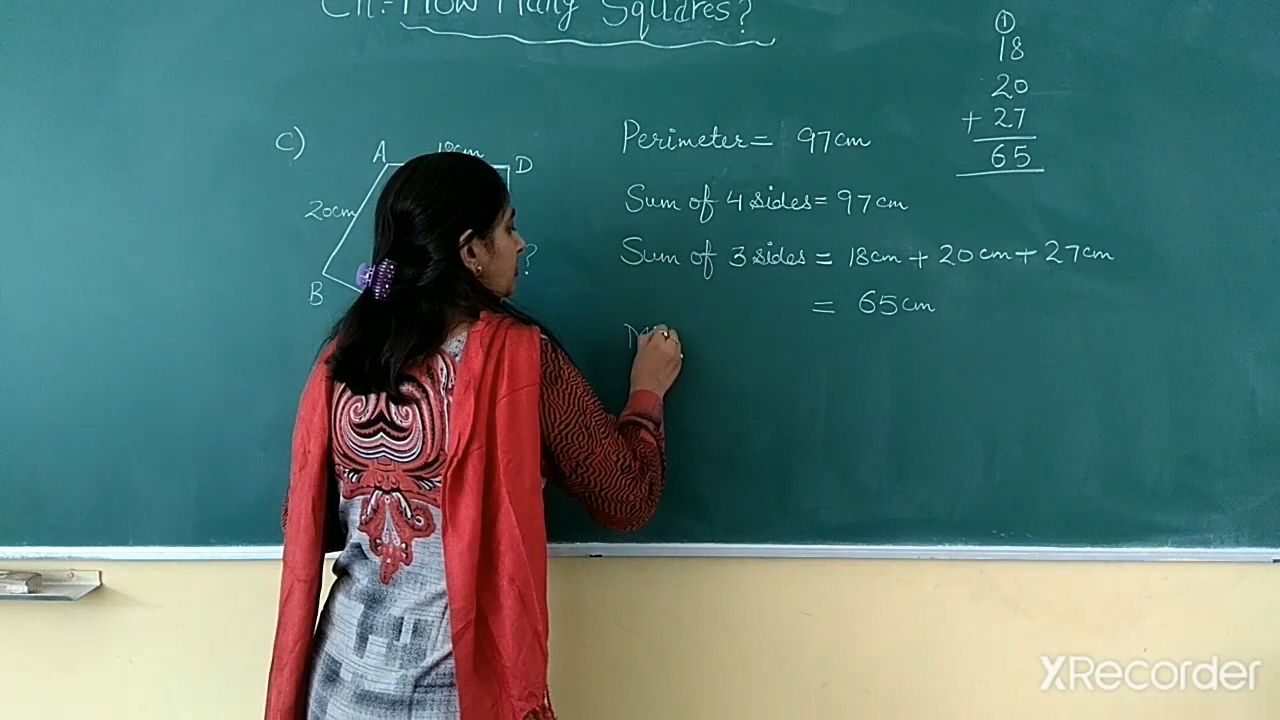 Ch:- How Many Squares?
①
18
20
+ 27
65
C)
A
18cm
D
20cm
?
B
Perimeter = 97cm
Sum of 4 sides = 97cm
Sum of 3 sides = 18cm + 20cm + 27cm
= 65cm
XRecorder